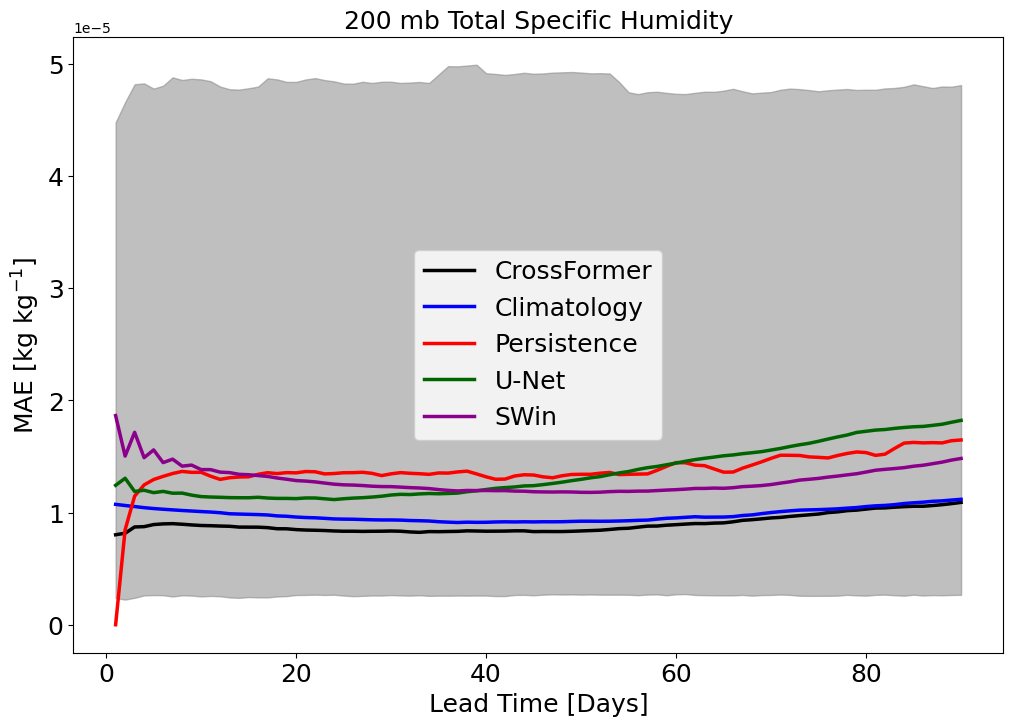 200 mb Total Specific Humidity
1e−5
5
4
3
2
1
0
MAE [kg kg⁻¹]
CrossFormer
Climatology
Persistence
U-Net
SWin
0 20 40 60 80
Lead Time [Days]